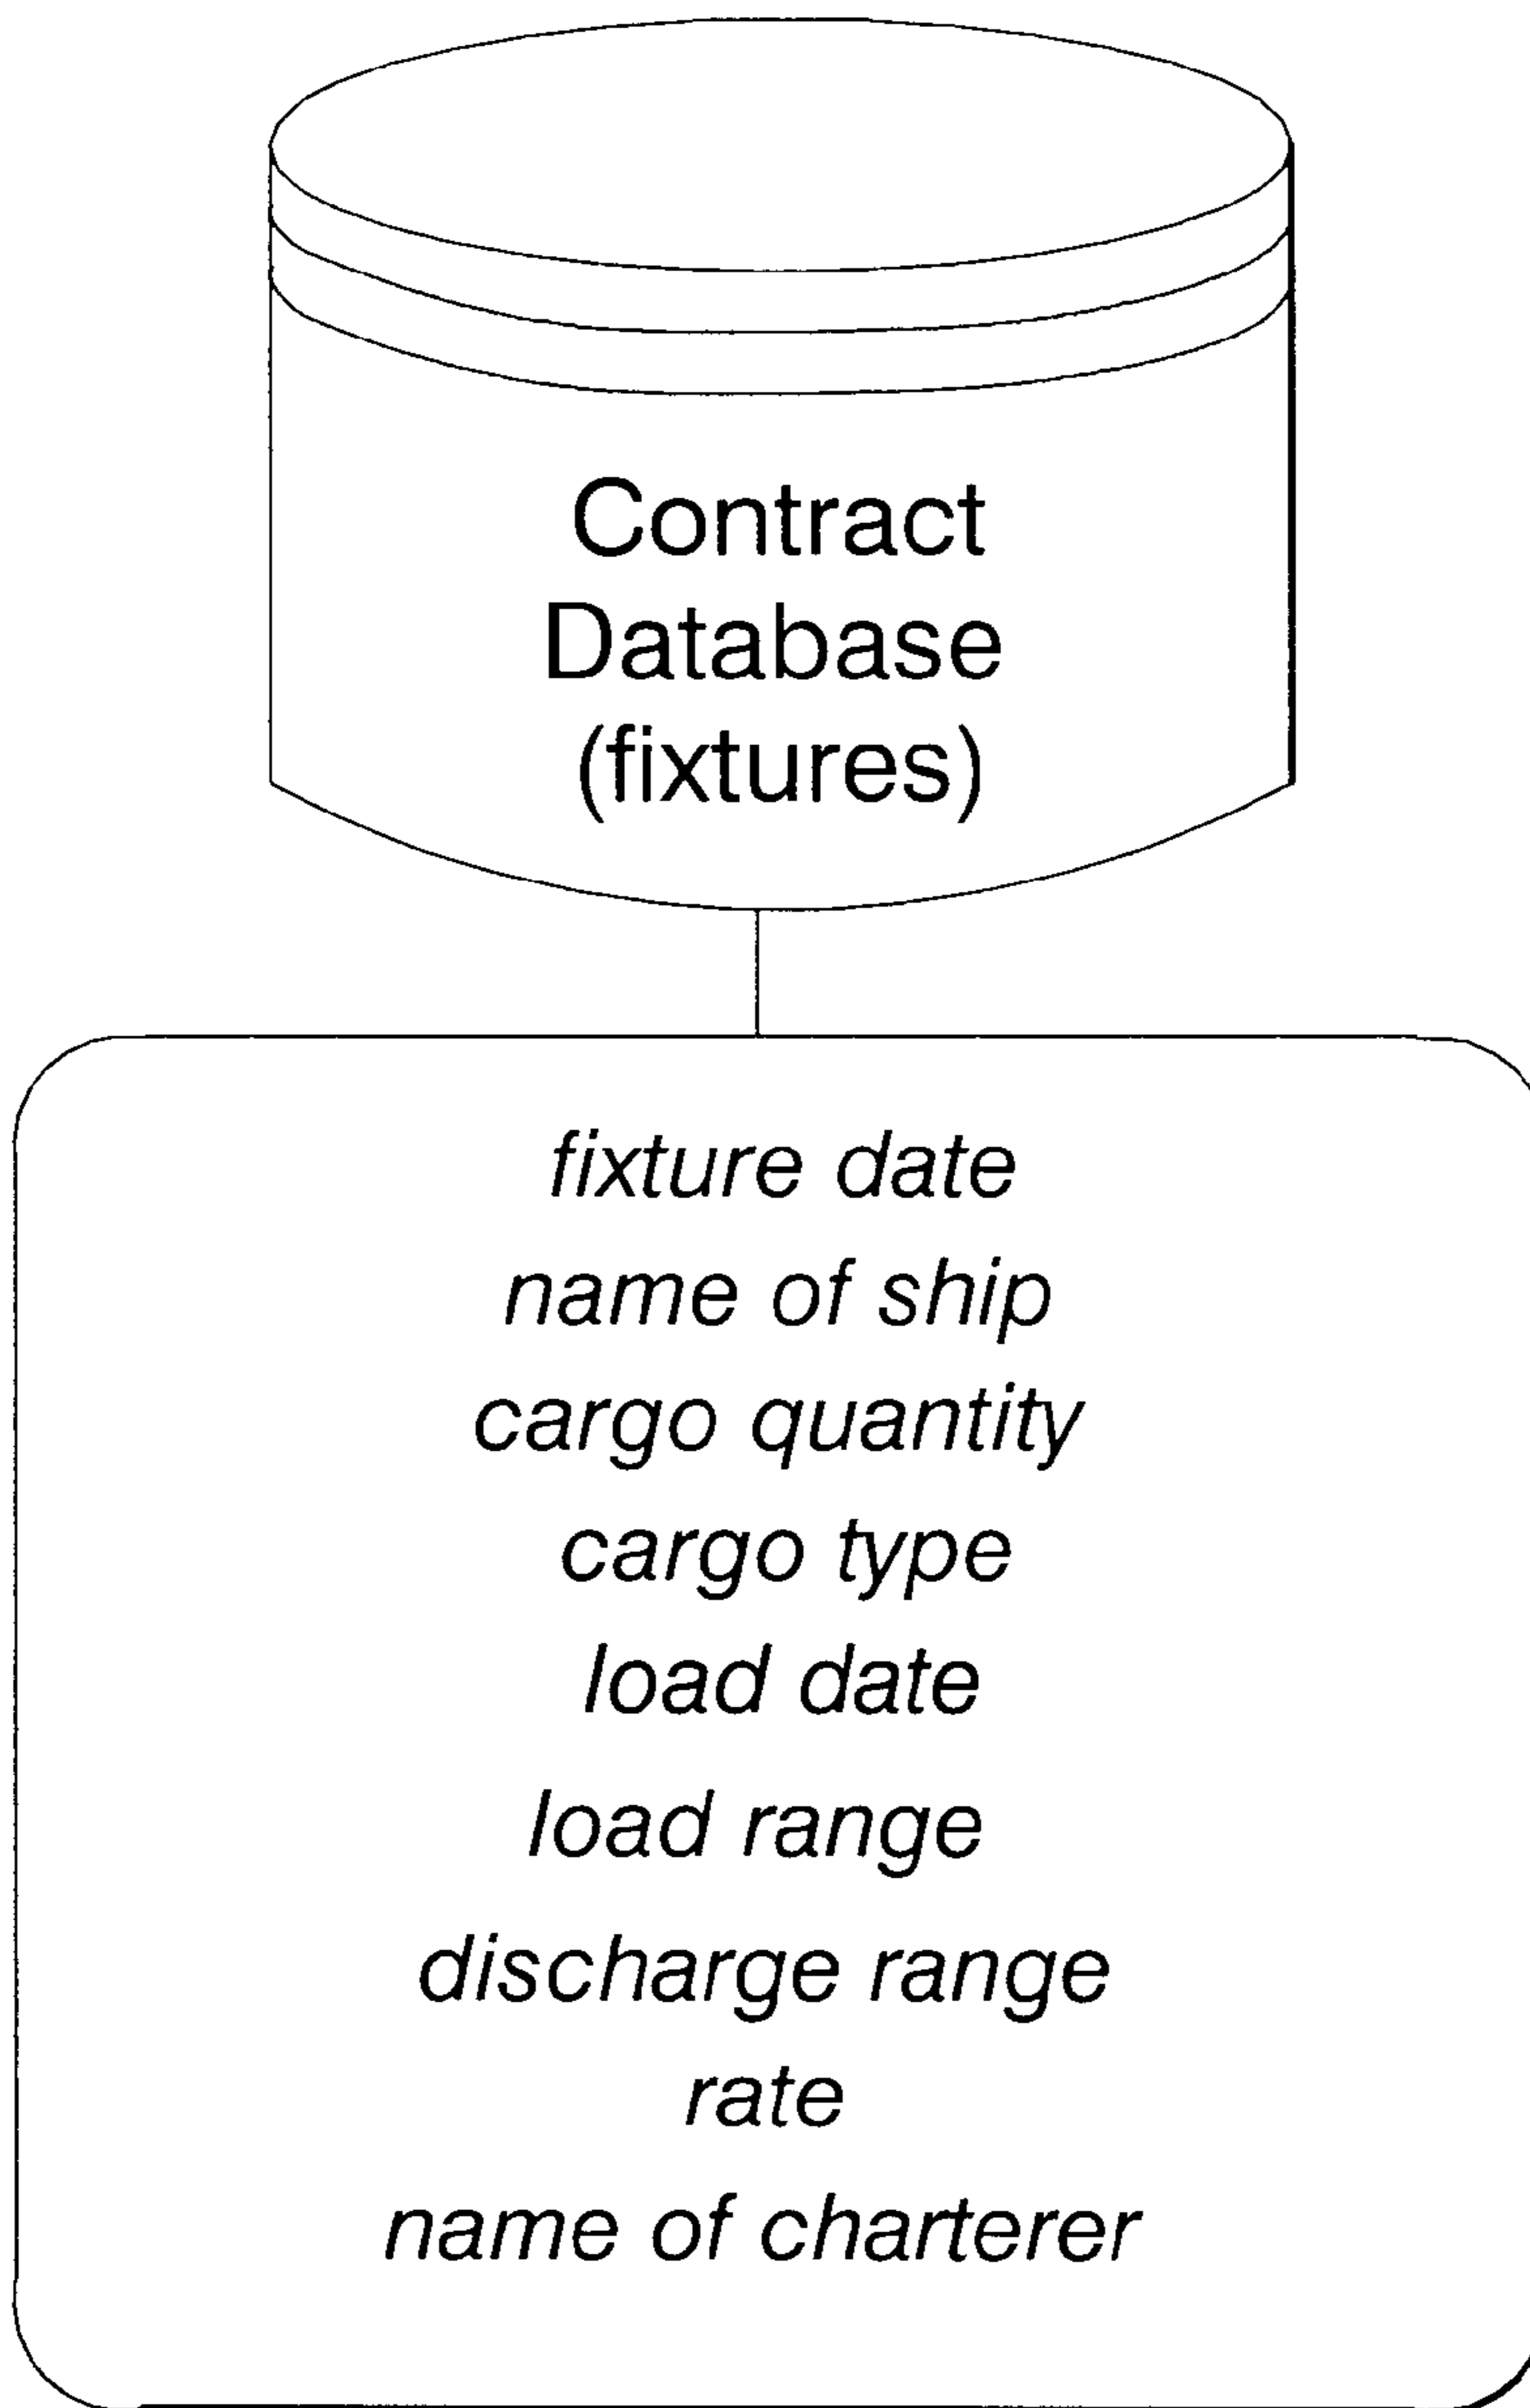 Contract
Database
(fixtures)
fixture date
name of ship
cargo quantity
cargo type
load date
load range
discharge range
rate
name of charterer